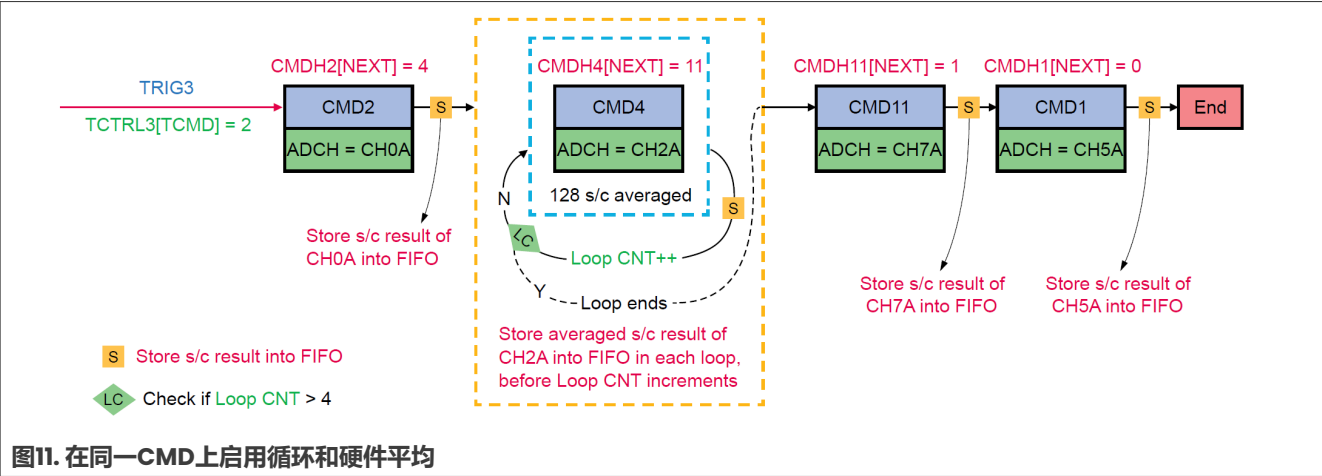 CMDH2[NEXT] = 4
CMDH4[NEXT] = 11
CMDH11[NEXT] = 1
CMDH1[NEXT] = 0
TRIG3
TCTRL3[TCMD] = 2
CMD2
ADCH = CH0A
S
CMD4
ADCH = CH2A
128 s/c averaged
N
S
LC
Loop CNT++
Y
Loop ends
CMD11
ADCH = CH7A
S
CMD1
ADCH = CH5A
S
End
Store s/c result of
CH0A into FIFO
Store averaged s/c result of
CH2A into FIFO in each loop,
before Loop CNT increments
Store s/c result of
CH7A into FIFO
Store s/c result of
CH5A into FIFO
S Store s/c result into FIFO
LC Check if Loop CNT > 4
图11. 在同一CMD上启用循环和硬件平均